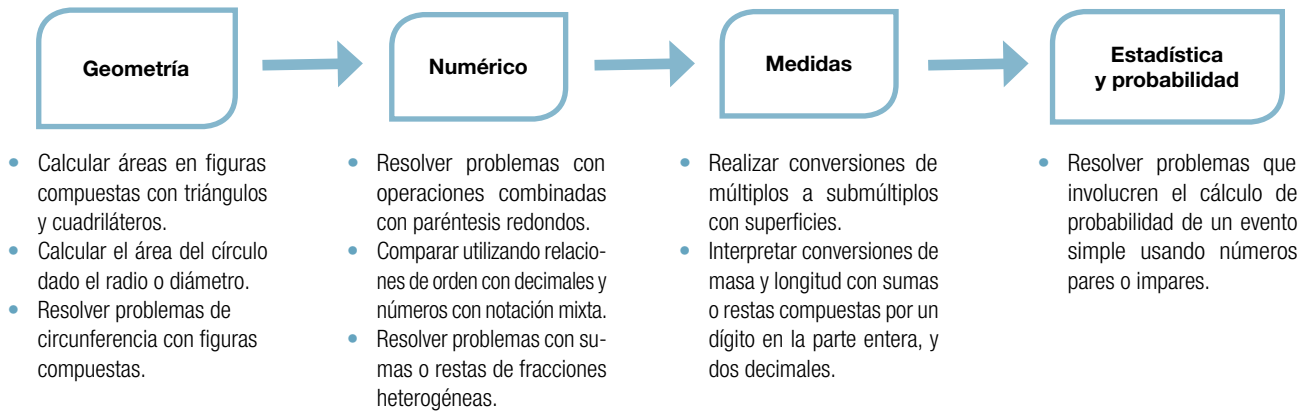 Geometría
Calcular áreas en figuras
compuestas con triángulos
y cuadriláteros.
Calcular el área del círculo
dado el radio o diámetro.
Resolver problemas de
circunferencia con figuras
compuestas.
Numérico
Resolver problemas con
operaciones combinadas
con paréntesis redondos.
Comparar utilizando relacio-
nes de orden con decimales y
números con notación mixta.
Resolver problemas con su-
mas o restas de fracciones
heterogéneas.
Medidas
Realizar conversiones de
múltiplos a submúltiplos
con superficies.
Interpretar conversiones de
masa y longitud con sumas
o restas compuestas por un
dígito en la parte entera, y
dos decimales.
Estadística
y probabilidad
Resolver problemas que
involucren el cálculo de
probabilidad de un evento
simple usando números
pares o impares.